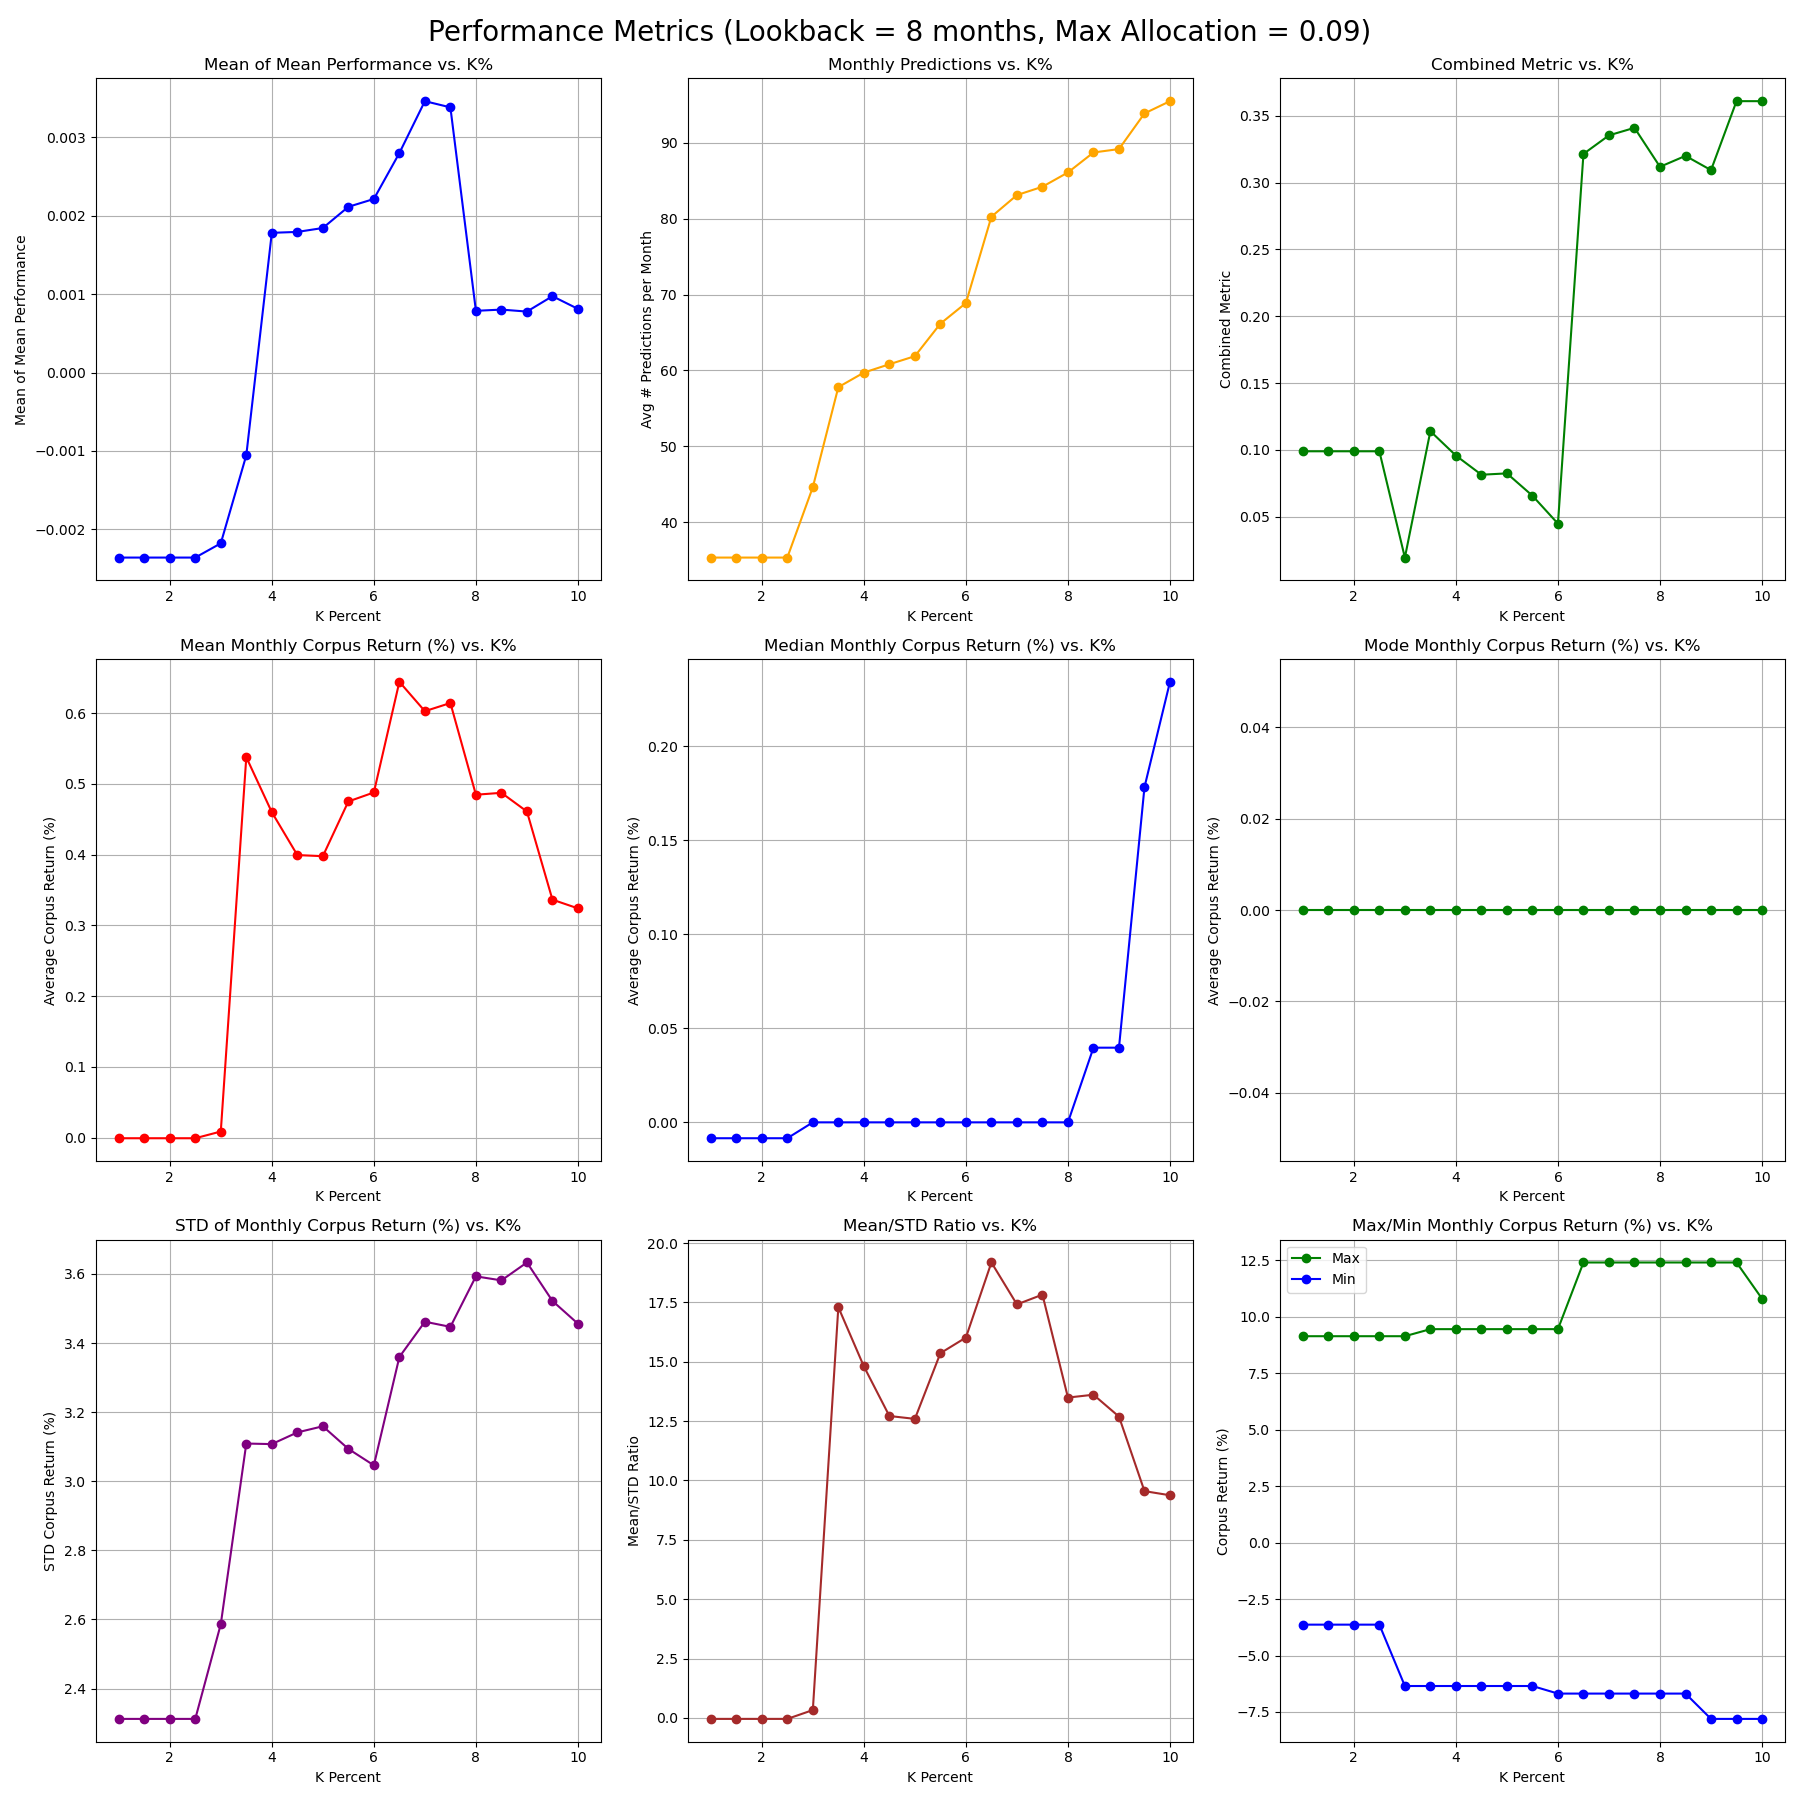 Performance Metrics (Lookback = 8 months, Max Allocation = 0.09)
Mean of Mean Performance vs. K%
Mean of Mean Performance
0.003
0.002
0.001
0.000
−0.001
−0.002
2 4 6 8 10
K Percent
Monthly Predictions vs. K%
Avg # Predictions per Month
90
80
70
60
50
40
2 4 6 8 10
K Percent
Combined Metric vs. K%
Combined Metric
0.35
0.30
0.25
0.20
0.15
0.10
0.05
2 4 6 8 10
K Percent
Mean Monthly Corpus Return (%) vs. K%
Average Corpus Return (%)
0.6
0.5
0.4
0.3
0.2
0.1
0.0
2 4 6 8 10
K Percent
Median Monthly Corpus Return (%) vs. K%
Average Corpus Return (%)
0.20
0.15
0.10
0.05
0.00
2 4 6 8 10
K Percent
Mode Monthly Corpus Return (%) vs. K%
Average Corpus Return (%)
0.04
0.02
0.00
−0.02
−0.04
2 4 6 8 10
K Percent
STD of Monthly Corpus Return (%) vs. K%
STD Corpus Return (%)
3.6
3.4
3.2
3.0
2.8
2.6
2.4
2 4 6 8 10
K Percent
Mean/STD Ratio vs. K%
Mean/STD Ratio
20.0
17.5
15.0
12.5
10.0
7.5
5.0
2.5
0.0
2 4 6 8 10
K Percent
Max/Min Monthly Corpus Return (%) vs. K%
Corpus Return (%)
Max
Min
12.5
10.0
7.5
5.0
2.5
0.0
−2.5
−5.0
−7.5
2 4 6 8 10
K Percent